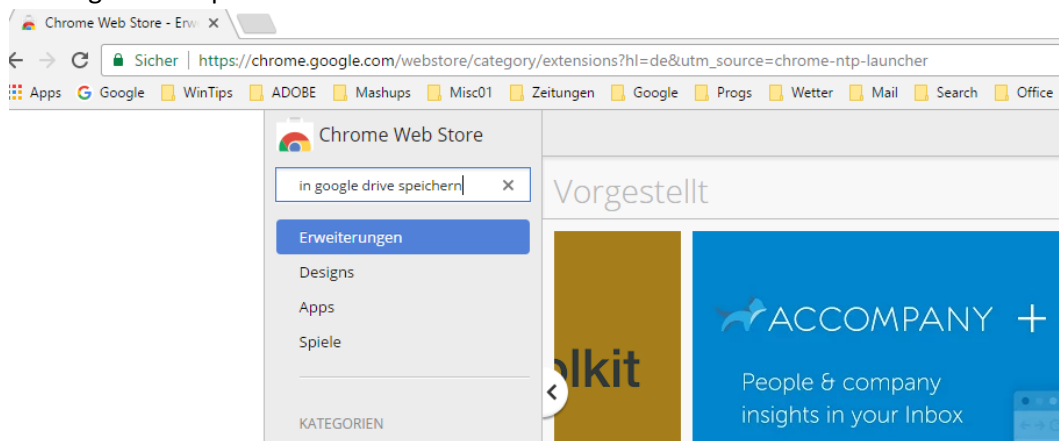 Chrome Web Store - Erw
Sicher | https://chrome.google.com/webstore/category/extensions?hl=de&utm_source=chrome-ntp-launcher
Apps Google WinTips ADOBE Mashups Misc01 Zeitungen Google Progs Wetter Mail Search Office
Chrome Web Store
in google drive speichern
Vorgestellt
Erweiterungen
Designs
Apps
Spiele
KATEGORIEN
olkit
ACCOMPANY +
People & company
insights in your Inbox